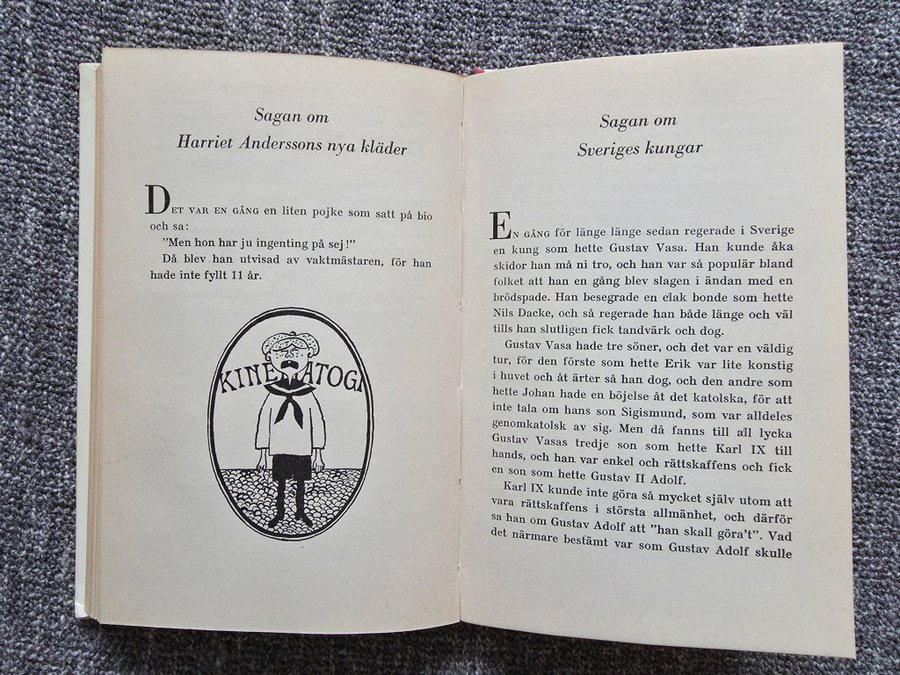 Sagan om
Harriet Anderssons nya kläder
DET VAR EN GÅNG en liten pojke som satt på bio
och sa:
"Men hon har ju ingenting på sej!"
Då blev han utvisad av vaktmästaren, för han
hade inte fyllt 11 år.
KINEMATOGR
Sagan om
Sveriges kungar
EN GÅNG för länge länge sedan regerade i Sverige
en kung som hette Gustav Vasa. Han kunde åka
skidor han må ni tro, och han var så populär bland
folket att han en gång blev slagen i ändan med en
brödspade. Han besegrade en elak bonde som hette
Nils Dacke, och så regerade han både länge och väl
tills han slutligen fick tandvärk och dog.
Gustav Vasa hade tre söner, och det var en väldig
tur, för den förste som hette Erik var lite konstig
i huvet och åt ärter så han dog, och den andre som
hette Johan hade en böjelse åt det katolska, för att
inte tala om hans son Sigismund, som var alldeles
genomkatolsk av sig. Men då fanns till all lycka
Gustav Vasas tredje son som hette Karl IX till
hands, och han var enkel och rättskaffens och fick
en son som hette Gustav II Adolf.
Karl IX kunde inte göra så mycket själv utom att
vara rättskaffens i största allmänhet, och därför
sa han om Gustav Adolf att "han skall göra't". Vad
det närmare bestämt var som Gustav Adolf skulle